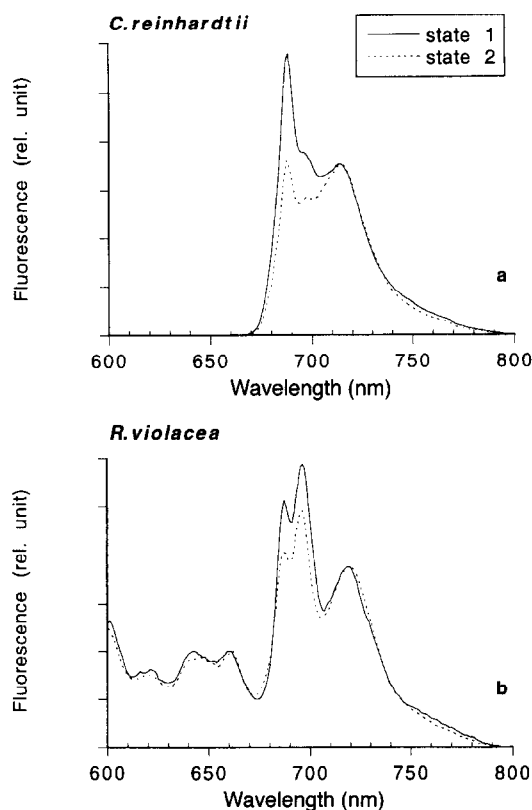 C.reinhardtii
state 1
state 2
Fluorescence (rel. unit)
a
600 650 700 750 800
Wavelength (nm)
R.violacea
Fluorescence (rel. unit)
b
600 650 700 750 800
Wavelength (nm)